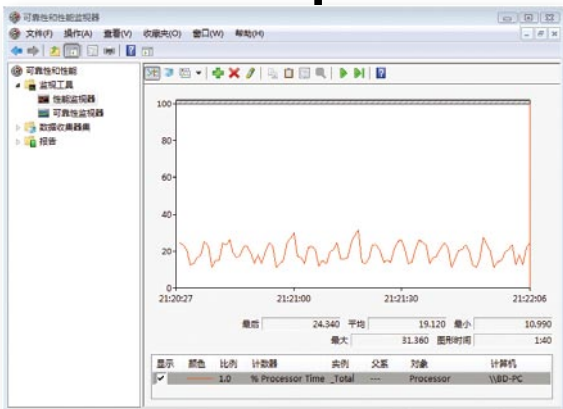 可靠性和性能监视器
文件(F) 操作(A) 查看(V) 收藏夹(O) 窗口(W) 帮助(H)
可靠性和性能
监视工具
性能监视器
可靠性监视器
数据收集器集
报告
100
80
60
40
20
0
21:20:27 21:21:00 21:21:30 21:22:06
最后 24.340 平均 19.120 最小 10.990
最大 31.360 图形时间 1:40
显示 颜色 比例 计数器 实例 父系 对象 计算机
1.0 % Processor Time _Total --- Processor \\BD-PC